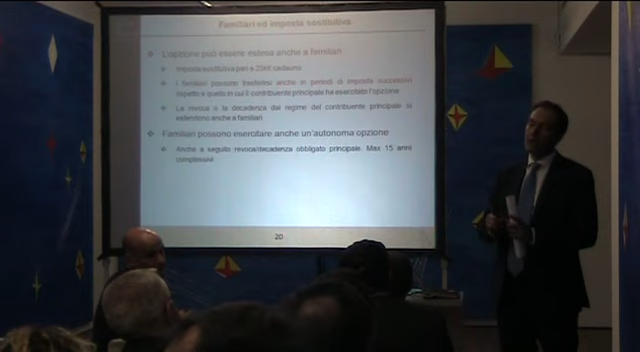 Familiari ed imposta sostitutiva
L'opzione può essere estesa anche a familiari
Imposta sostitutiva pari a 25k€ cadauno
I familiari possono trasferirsi anche in periodi di imposta successivi
rispetto a quello in cui il contribuente principale ha esercitato l'opzione
La revoca o la decadenza dal regime del contribuente principale si
estendono anche a familiari
Familiari possono esercitare anche un'autonoma opzione
Anche a seguito revoca/decadenza obbligato principale. Max 15 anni
complessivi
20